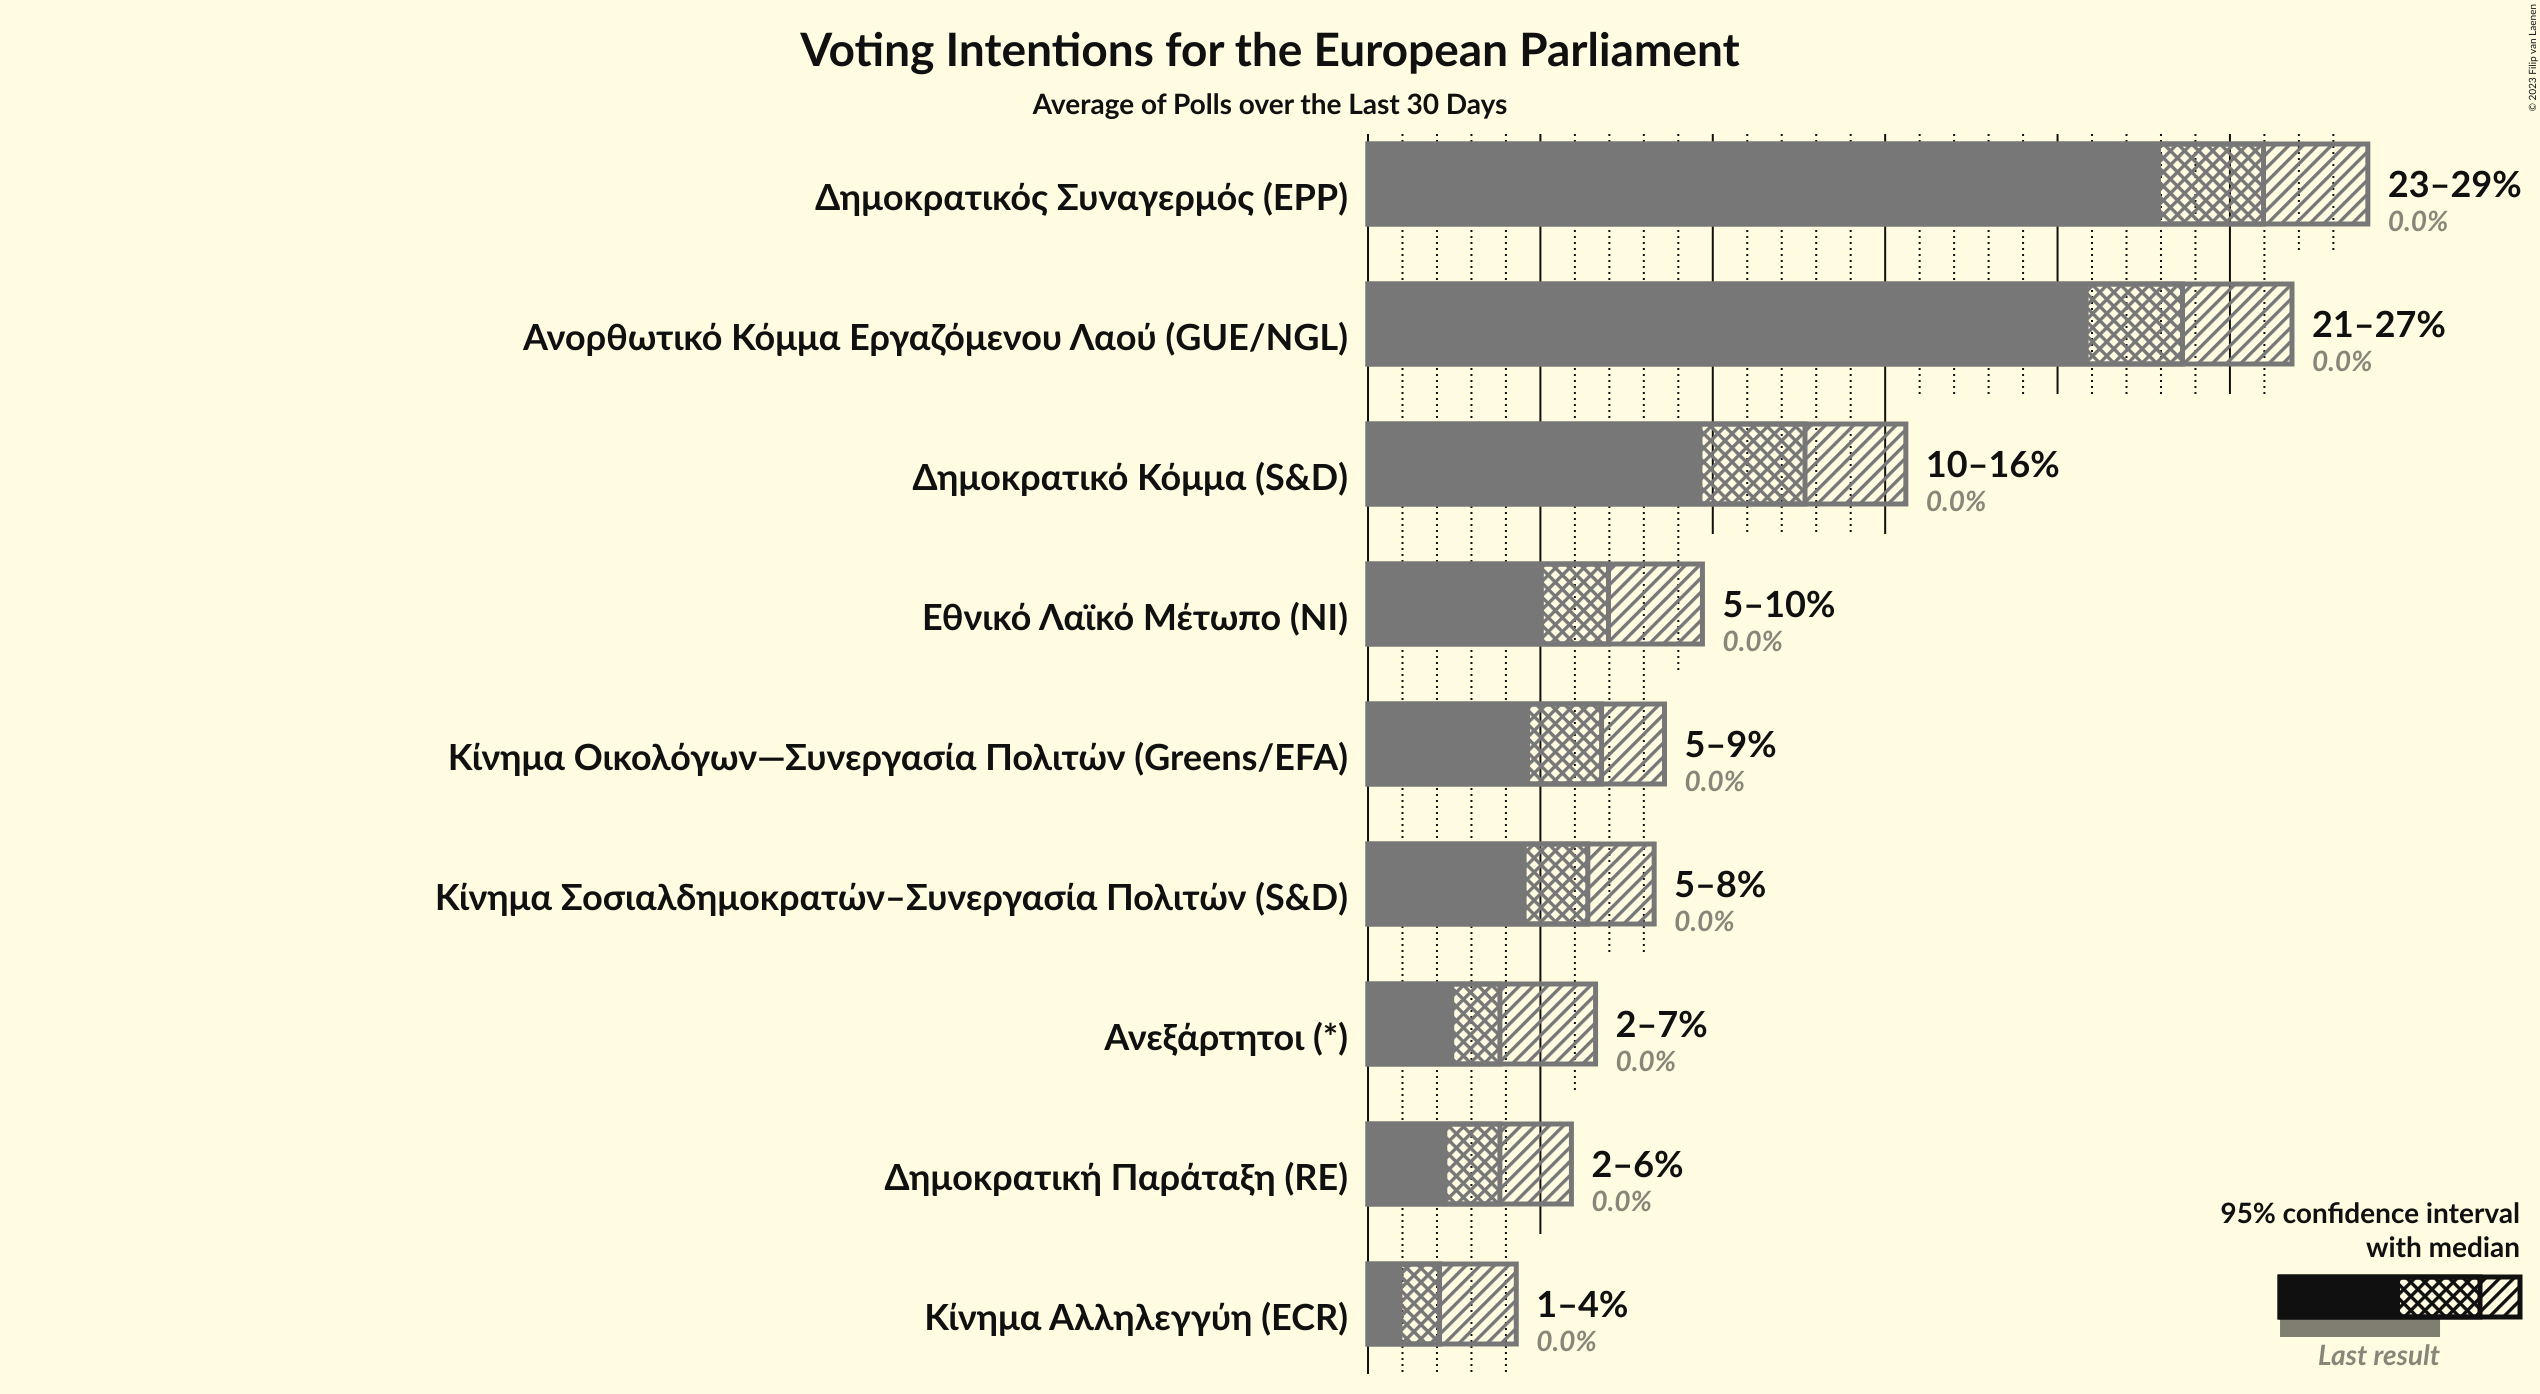 © 2023 Filip van Laenen
Voting Intentions for the European Parliament
Average of Polls over the Last 30 Days
Δημοκρατικός Συναγερμός (EPP)
23–29%
0.0%
Ανορθωτικό Κόμμα Εργαζόμενου Λαού (GUE/NGL)
21–27%
0.0%
Δημοκρατικό Κόμμα (S&D)
10–16%
0.0%
Εθνικό Λαϊκό Μέτωπο (NI)
5–10%
0.0%
Κίνημα Οικολόγων—Συνεργασία Πολιτών (Greens/EFA)
5–9%
0.0%
Κίνημα Σοσιαλδημοκρατών–Συνεργασία Πολιτών (S&D)
5–8%
0.0%
Ανεξάρτητοι (*)
2–7%
0.0%
Δημοκρατική Παράταξη (RE)
2–6%
0.0%
Κίνημα Αλληλεγγύη (ECR)
1–4%
0.0%
95% confidence interval
with median
Last result